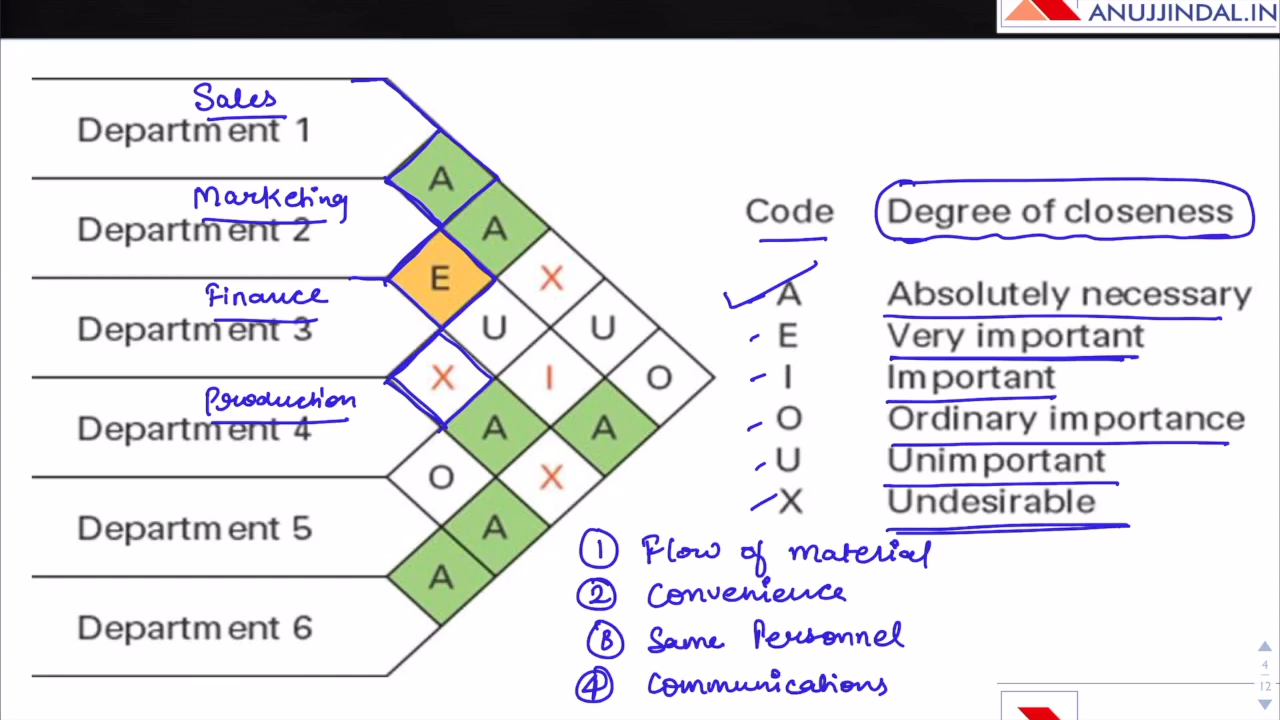 ANUJJINDAL.IN
Sales
Department 1
A
Marketing
Department 2
A
E
X
Finance
Department 3
U
U
X
I
O
Production
Department 4
A
A
O
X
Department 5
A
A
Department 6
Code Degree of closeness
A Absolutely necessary
E Very important
I Important
O Ordinary importance
U Unimportant
X Undesirable
1 Flow of material
2 Convenience
3 Same Personnel
4 Communications
4
12